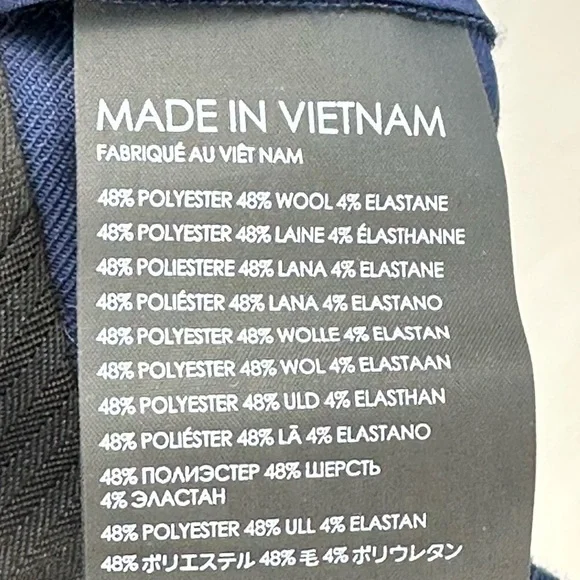 MADE IN VIETNAM
FABRIQUÉ AU VIÊT NAM
48% POLYESTER 48% WOOL 4% ELASTANE
48% POLYESTER 48% LAINE 4% ÉLASTHANNE
48% POLIESTERE 48% LANA 4% ELASTANE
48% POLIÉSTER 48% LANA 4% ELASTANO
48% POLYESTER 48% WOLLE 4% ELASTAN
48% POLYESTER 48% WOL 4% ELASTAAN
48% POLYESTER 48% ULD 4% ELASTHAN
48% POLIÉSTER 48% LÃ 4% ELASTANO
48% ПОЛИЭСТЕР 48% ШЕРСТЬ
4% ЭЛАСТАН
48% POLYESTER 48% ULL 4% ELASTAN
48% ポリエステル 48% 毛 4% ポリウレタン